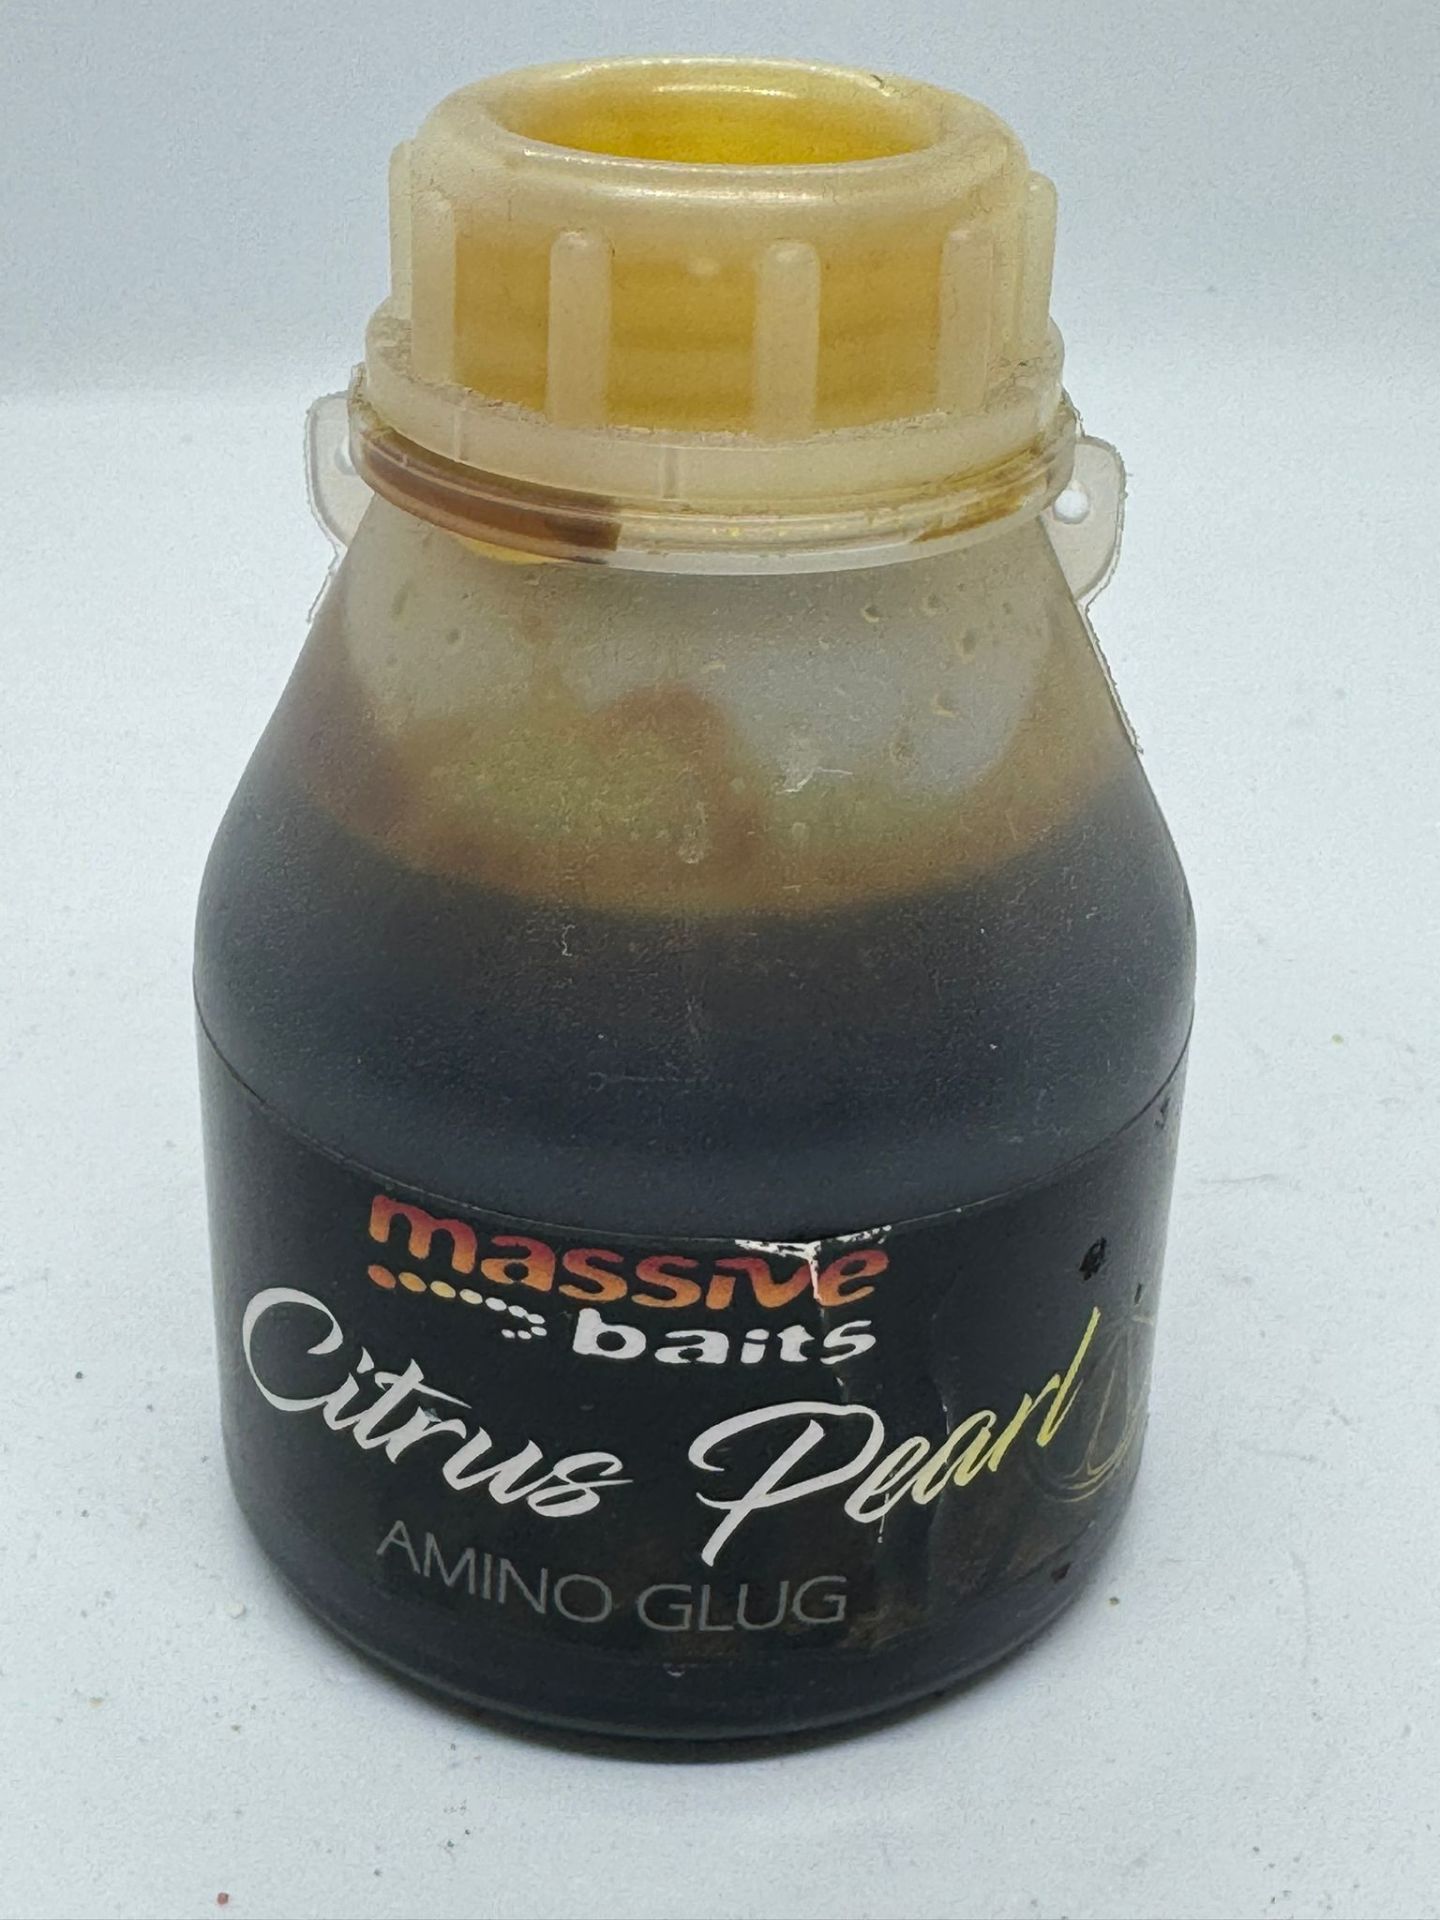 massive
baits
Citrus Pearl
AMINO GLUG